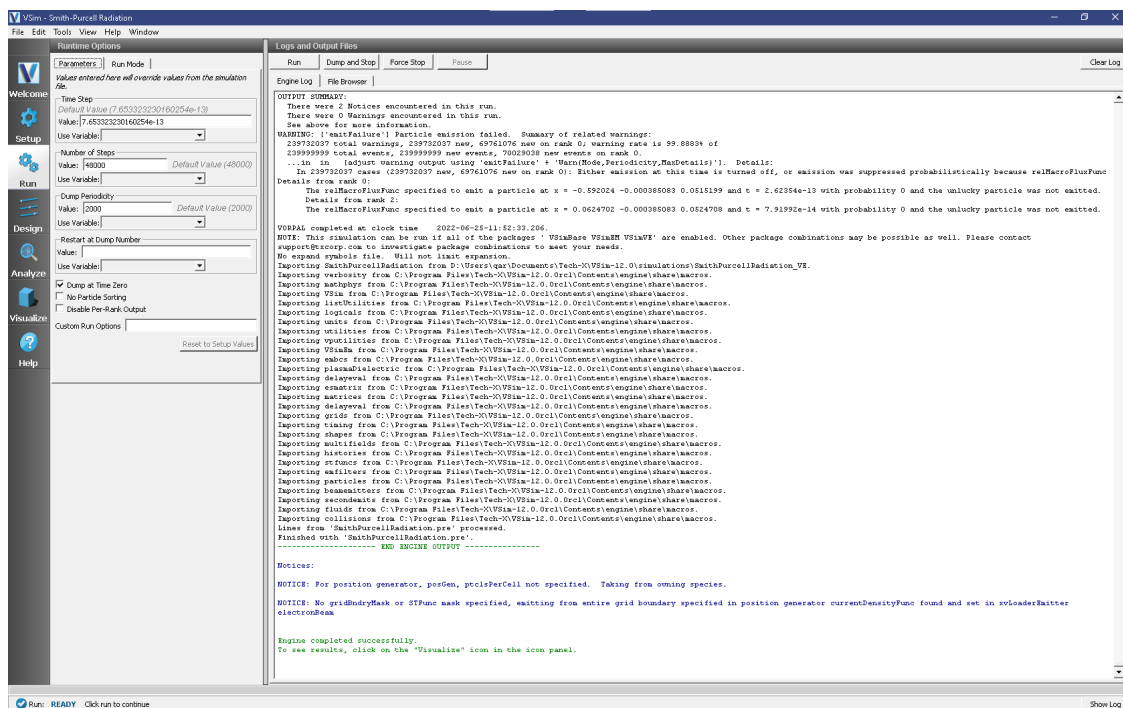 VSim - Smith-Purcell Radiation
File Edit Tools View Help Window
Welcome
Setup
Run
Design
Analyze
Visualize
Help
Runtime Options
Parameters Run Mode
Values entered here will override values from the simulation
file.
Time Step
Default Value (7.653323230160254e-13)
Value: 7.653323230160254e-13
Use Variable:
Number of Steps
Value: 48000 Default Value (48000)
Use Variable:
Dump Periodicity
Value: 2000 Default Value (2000)
Use Variable:
Restart at Dump Number
Value:
Use Variable:
Dump at Time Zero
No Particle Sorting
Disable Per-Rank Output
Custom Run Options
Reset to Setup Values
Logs and Output Files
Run Dump and Stop Force Stop Pause Clear Log
Engine Log File Browser
OUTPUT SUMMARY:
There were 2 Notices encountered in this run.
There were 0 Warnings encountered in this run.
See above for more information.
WARNING: ['emitFailure'] Particle emission failed. Summary of related warnings:
239732037 total warnings, 239732037 new, 69761076 new on rank 0; warning rate is 99.8883% of
239999999 total events, 239999999 new events, 70029038 new events on rank 0.
...in in [adjust warning output using 'emitFailure' + 'Warn(Mode,Periodicity,MaxDetails)']. Details:
In 239732037 cases (239732037 new, 69761076 new on rank 0): Either emission at this time is turned off, or emission was suppressed probabilistically because relMacroFluxFunc
Details from rank 0:
The relMacroFluxFunc specified to emit a particle at x = -0.592024 -0.000385083 0.0515199 and t = 2.62354e-13 with probability 0 and the unlucky particle was not emitted.
Details from rank 2:
The relMacroFluxFunc specified to emit a particle at x = 0.0624702 -0.000385083 0.0524708 and t = 7.91992e-14 with probability 0 and the unlucky particle was not emitted.
VORPAL completed at clock time 2022-06-25-11:52:33.206.
NOTE: This simulation can be run if all of the packages ' VSimBase VSimEM VSimVE' are enabled. Other package combinations may be possible as well. Please contact
support@txcorp.com to investigate package combinations to meet your needs.
No expand symbols file. Will not limit expansion.
Importing SmithPurcellRadiation from D:\Users\qar\Documents\Tech-X\VSim-12.0\simulations\SmithPurcellRadiation_VE.
Importing verbosity from C:\Program Files\Tech-X\VSim-12.0.0rc1\Contents\engine\share\macros.
Importing mathphys from C:\Program Files\Tech-X\VSim-12.0.0rc1\Contents\engine\share\macros.
Importing VSim from C:\Program Files\Tech-X\VSim-12.0.0rc1\Contents\engine\share\macros.
Importing listUtilities from C:\Program Files\Tech-X\VSim-12.0.0rc1\Contents\engine\share\macros.
Importing logicals from C:\Program Files\Tech-X\VSim-12.0.0rc1\Contents\engine\share\macros.
Importing units from C:\Program Files\Tech-X\VSim-12.0.0rc1\Contents\engine\share\macros.
Importing utilities from C:\Program Files\Tech-X\VSim-12.0.0rc1\Contents\engine\share\macros.
Importing vputilities from C:\Program Files\Tech-X\VSim-12.0.0rc1\Contents\engine\share\macros.
Importing VSimEm from C:\Program Files\Tech-X\VSim-12.0.0rc1\Contents\engine\share\macros.
Importing embcs from C:\Program Files\Tech-X\VSim-12.0.0rc1\Contents\engine\share\macros.
Importing plasmaDielectric from C:\Program Files\Tech-X\VSim-12.0.0rc1\Contents\engine\share\macros.
Importing delayeval from C:\Program Files\Tech-X\VSim-12.0.0rc1\Contents\engine\share\macros.
Importing esmatrix from C:\Program Files\Tech-X\VSim-12.0.0rc1\Contents\engine\share\macros.
Importing matrices from C:\Program Files\Tech-X\VSim-12.0.0rc1\Contents\engine\share\macros.
Importing delayeval from C:\Program Files\Tech-X\VSim-12.0.0rc1\Contents\engine\share\macros.
Importing grids from C:\Program Files\Tech-X\VSim-12.0.0rc1\Contents\engine\share\macros.
Importing timing from C:\Program Files\Tech-X\VSim-12.0.0rc1\Contents\engine\share\macros.
Importing shapes from C:\Program Files\Tech-X\VSim-12.0.0rc1\Contents\engine\share\macros.
Importing multifields from C:\Program Files\Tech-X\VSim-12.0.0rc1\Contents\engine\share\macros.
Importing histories from C:\Program Files\Tech-X\VSim-12.0.0rc1\Contents\engine\share\macros.
Importing stfuncs from C:\Program Files\Tech-X\VSim-12.0.0rc1\Contents\engine\share\macros.
Importing emfilters from C:\Program Files\Tech-X\VSim-12.0.0rc1\Contents\engine\share\macros.
Importing particles from C:\Program Files\Tech-X\VSim-12.0.0rc1\Contents\engine\share\macros.
Importing beamemitters from C:\Program Files\Tech-X\VSim-12.0.0rc1\Contents\engine\share\macros.
Importing secondemits from C:\Program Files\Tech-X\VSim-12.0.0rc1\Contents\engine\share\macros.
Importing fluids from C:\Program Files\Tech-X\VSim-12.0.0rc1\Contents\engine\share\macros.
Importing collisions from C:\Program Files\Tech-X\VSim-12.0.0rc1\Contents\engine\share\macros.
Lines from 'SmithPurcellRadiation.pre' processed.
Finished with 'SmithPurcellRadiation.pre'.
--------------------- END ENGINE OUTPUT ----------------
Notices:
NOTICE: For position generator, posGen, ptclsPerCell not specified. Taking from owning species.
NOTICE: No gridBndryMask or STFunc mask specified, emitting from entire grid boundary specified in position generator currentDensityFunc found and set in xvLoaderEmitter
electronBeam
Engine completed successfully.
To see results, click on the "Visualize" icon in the icon panel.
Run: READY Click run to continue Show Log